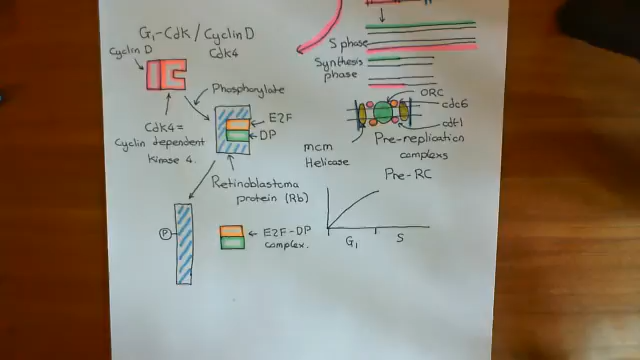 G1-Cdk / Cyclin D
Cdk4
Cyclin D
Phosphorylate
Cdk4 =
Cyclin dependent
kinase 4.
E2F
DP
Retinoblastoma
protein (Rb)
P
E2F-DP
complex.
S phase
Synthesis
phase
ORC
cdc6
cdt1
mcm
Helicase
Pre-replication
complexes
Pre-RC
G1
S